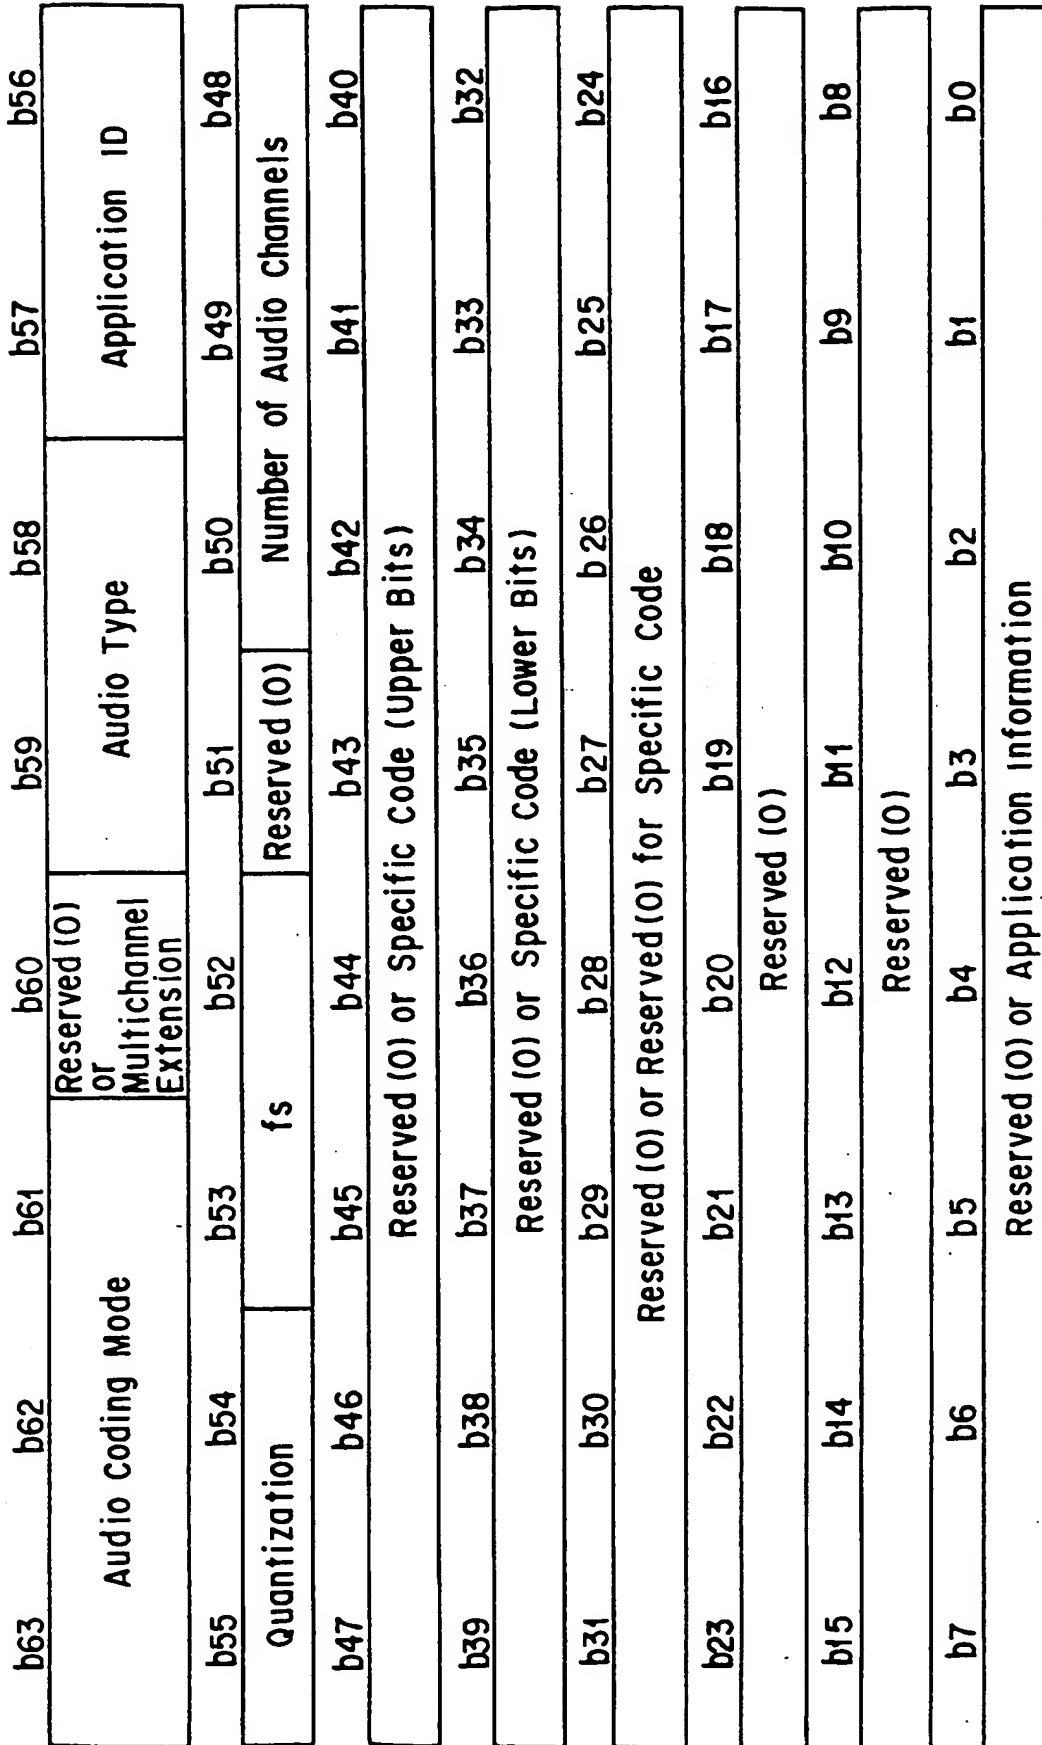 b63 b62 b61 b60 b59 b58 b57 b56
Audio Coding Mode
Reserved (0)
or
Multichannel
Extension
Audio Type
Application ID
b55 b54 b53 b52 b51 b50 b49 b48
Quantization fs Reserved (0) Number of Audio Channels
b47 b46 b45 b44 b43 b42 b41 b40
Reserved (0) or Specific Code (Upper Bits)
b39 b38 b37 b36 b35 b34 b33 b32
Reserved (0) or Specific Code (Lower Bits)
b31 b30 b29 b28 b27 b26 b25 b24
Reserved (0) or Reserved (0) for Specific Code
b23 b22 b21 b20 b19 b18 b17 b16
Reserved (0)
b15 b14 b13 b12 b11 b10 b9 b8
Reserved (0)
b7 b6 b5 b4 b3 b2 b1 b0
Reserved (0) or Application Information